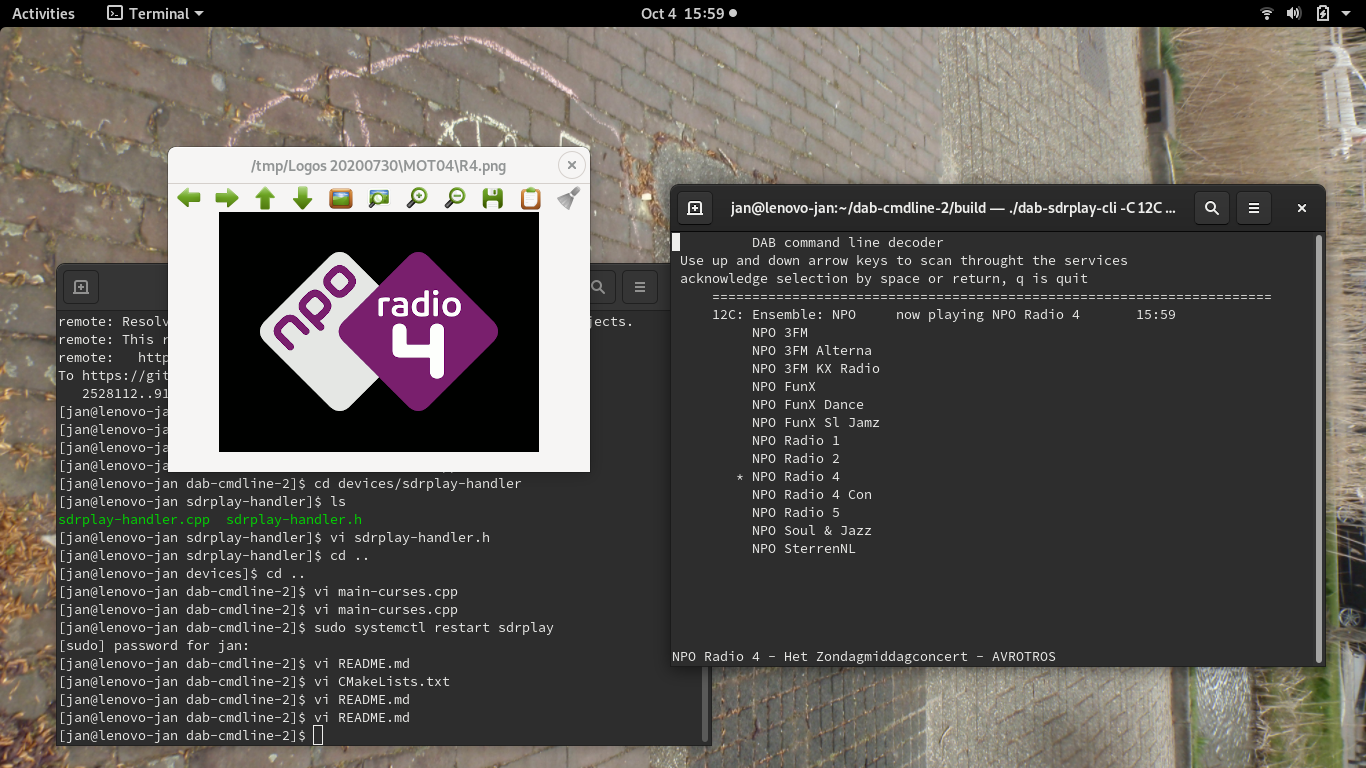 Activities
Terminal
Oct 4 15:59
/tmp/Logos 20200730\MOT04\R4.png
npo
radio
4
remote: Resolv
jects.
remote: This r
remote:   http
To https://git
   2528112..91
[jan@lenovo-ja
[jan@lenovo-ja
[jan@lenovo-ja
[jan@lenovo-ja
[jan@lenovo-jan dab-cmdline-2]$ cd devices/sdrplay-handler
[jan@lenovo-jan sdrplay-handler]$ ls
sdrplay-handler.cpp  sdrplay-handler.h
[jan@lenovo-jan sdrplay-handler]$ vi sdrplay-handler.h
[jan@lenovo-jan sdrplay-handler]$ cd ..
[jan@lenovo-jan devices]$ cd ..
[jan@lenovo-jan dab-cmdline-2]$ vi main-curses.cpp
[jan@lenovo-jan dab-cmdline-2]$ vi main-curses.cpp
[jan@lenovo-jan dab-cmdline-2]$ sudo systemctl restart sdrplay
[sudo] password for jan:
[jan@lenovo-jan dab-cmdline-2]$ vi README.md
[jan@lenovo-jan dab-cmdline-2]$ vi CMakeLists.txt
[jan@lenovo-jan dab-cmdline-2]$ vi README.md
[jan@lenovo-jan dab-cmdline-2]$ vi README.md
[jan@lenovo-jan dab-cmdline-2]$
jan@lenovo-jan:~/dab-cmdline-2/build — ./dab-sdrplay-cli -C 12C ...
DAB command line decoder
Use up and down arrow keys to scan throught the services
acknowledge selection by space or return, q is quit
======================================================================
12C: Ensemble: NPO     now playing NPO Radio 4       15:59
NPO 3FM
NPO 3FM Alterna
NPO 3FM KX Radio
NPO FunX
NPO FunX Dance
NPO FunX Sl Jamz
NPO Radio 1
NPO Radio 2
* NPO Radio 4
NPO Radio 4 Con
NPO Radio 5
NPO Soul & Jazz
NPO SterrenNL
NPO Radio 4 - Het Zondagmiddagconcert - AVROTROS